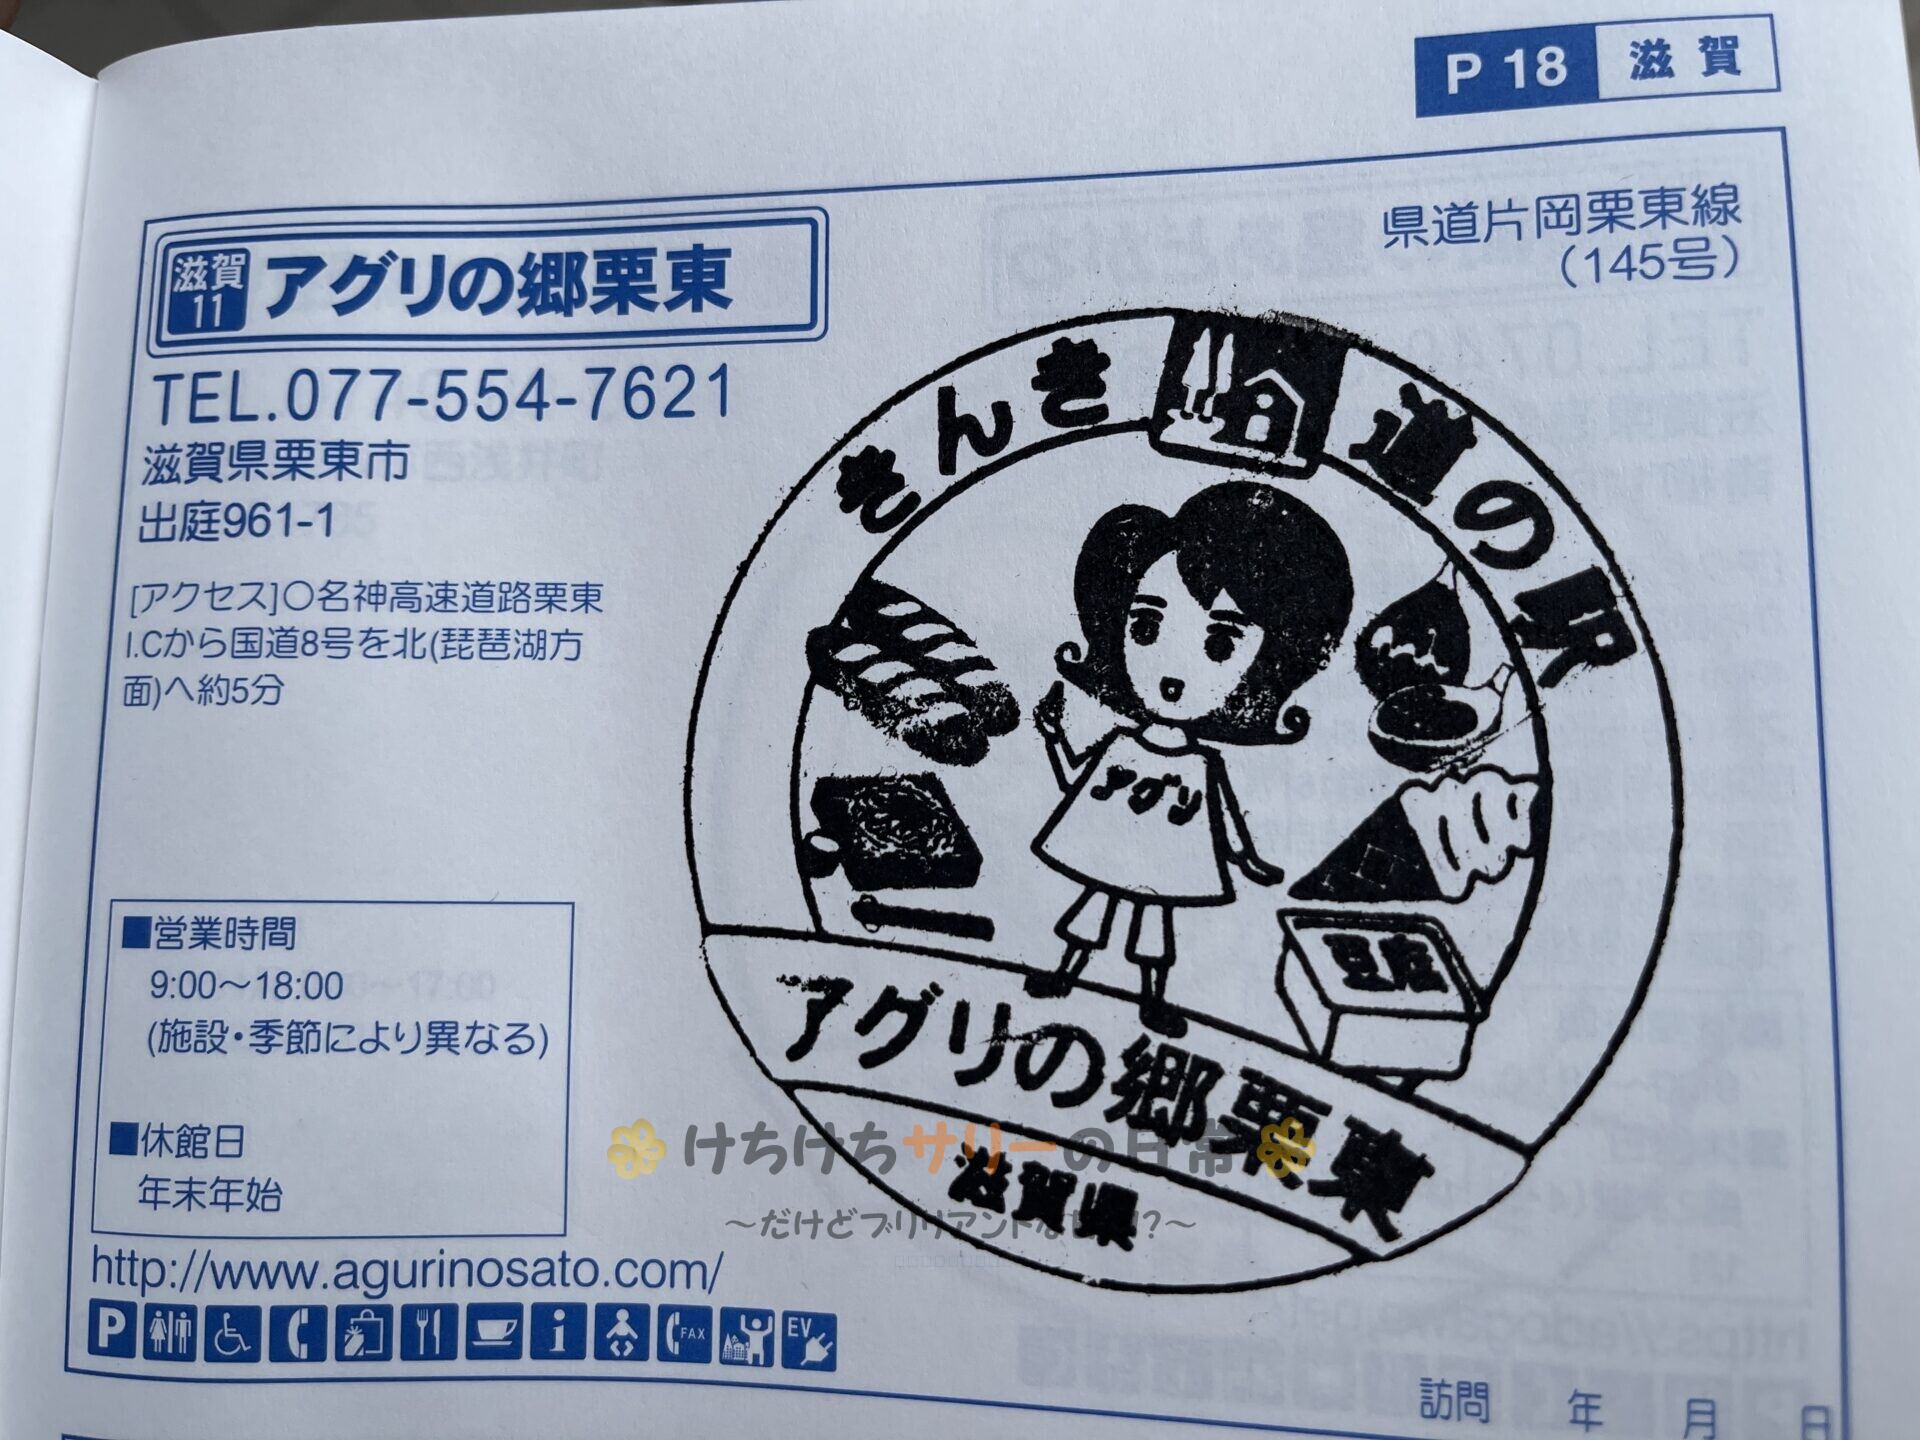 P 18 滋賀
県道片岡栗東線
(145号)
滋賀
11
アグリの郷栗東
TEL.077-554-7621
滋賀県栗東市
出庭961-1
[アクセス]〇名神高速道路栗東
I.Cから国道8号を北(琵琶湖方
面)へ約5分
■営業時間
9:00〜18:00
(施設・季節により異なる)
■休館日
年末年始
http://www.agurinosato.com/
P
i
FAX
EV
きんき
道の駅
アグリ
豆腐
アグリの郷栗東
滋賀県
けちけちサリーの日常
〜だけどブリリアントな
訪問 年 月 日